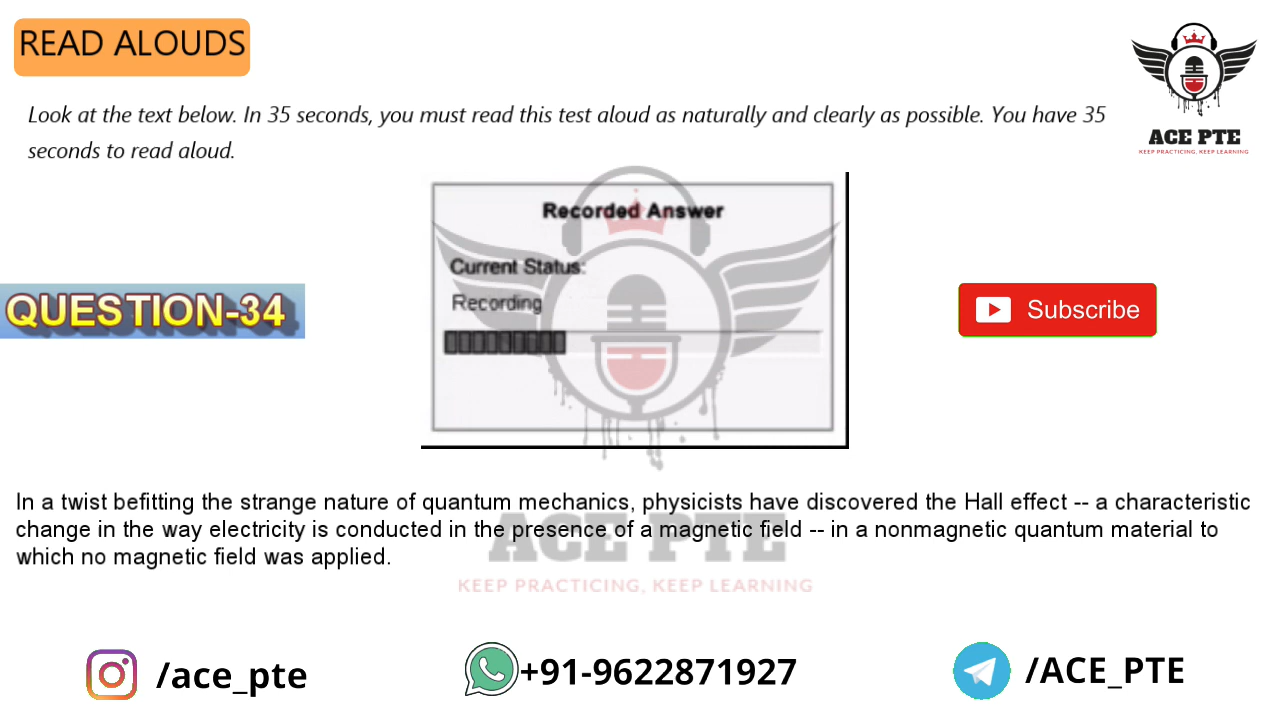 READ ALOUDS
ACE PTE
KEEP PRACTICING, KEEP LEARNING
Look at the text below. In 35 seconds, you must read this test aloud as naturally and clearly as possible. You have 35
seconds to read aloud.
Recorded Answer
Current Status:
Recording
QUESTION-34
Subscribe
In a twist befitting the strange nature of quantum mechanics, physicists have discovered the Hall effect -- a characteristic
change in the way electricity is conducted in the presence of a magnetic field -- in a nonmagnetic quantum material to
which no magnetic field was applied.
ACE PTE
KEEP PRACTICING, KEEP LEARNING
/ace_pte
+91-9622871927
/ACE_PTE